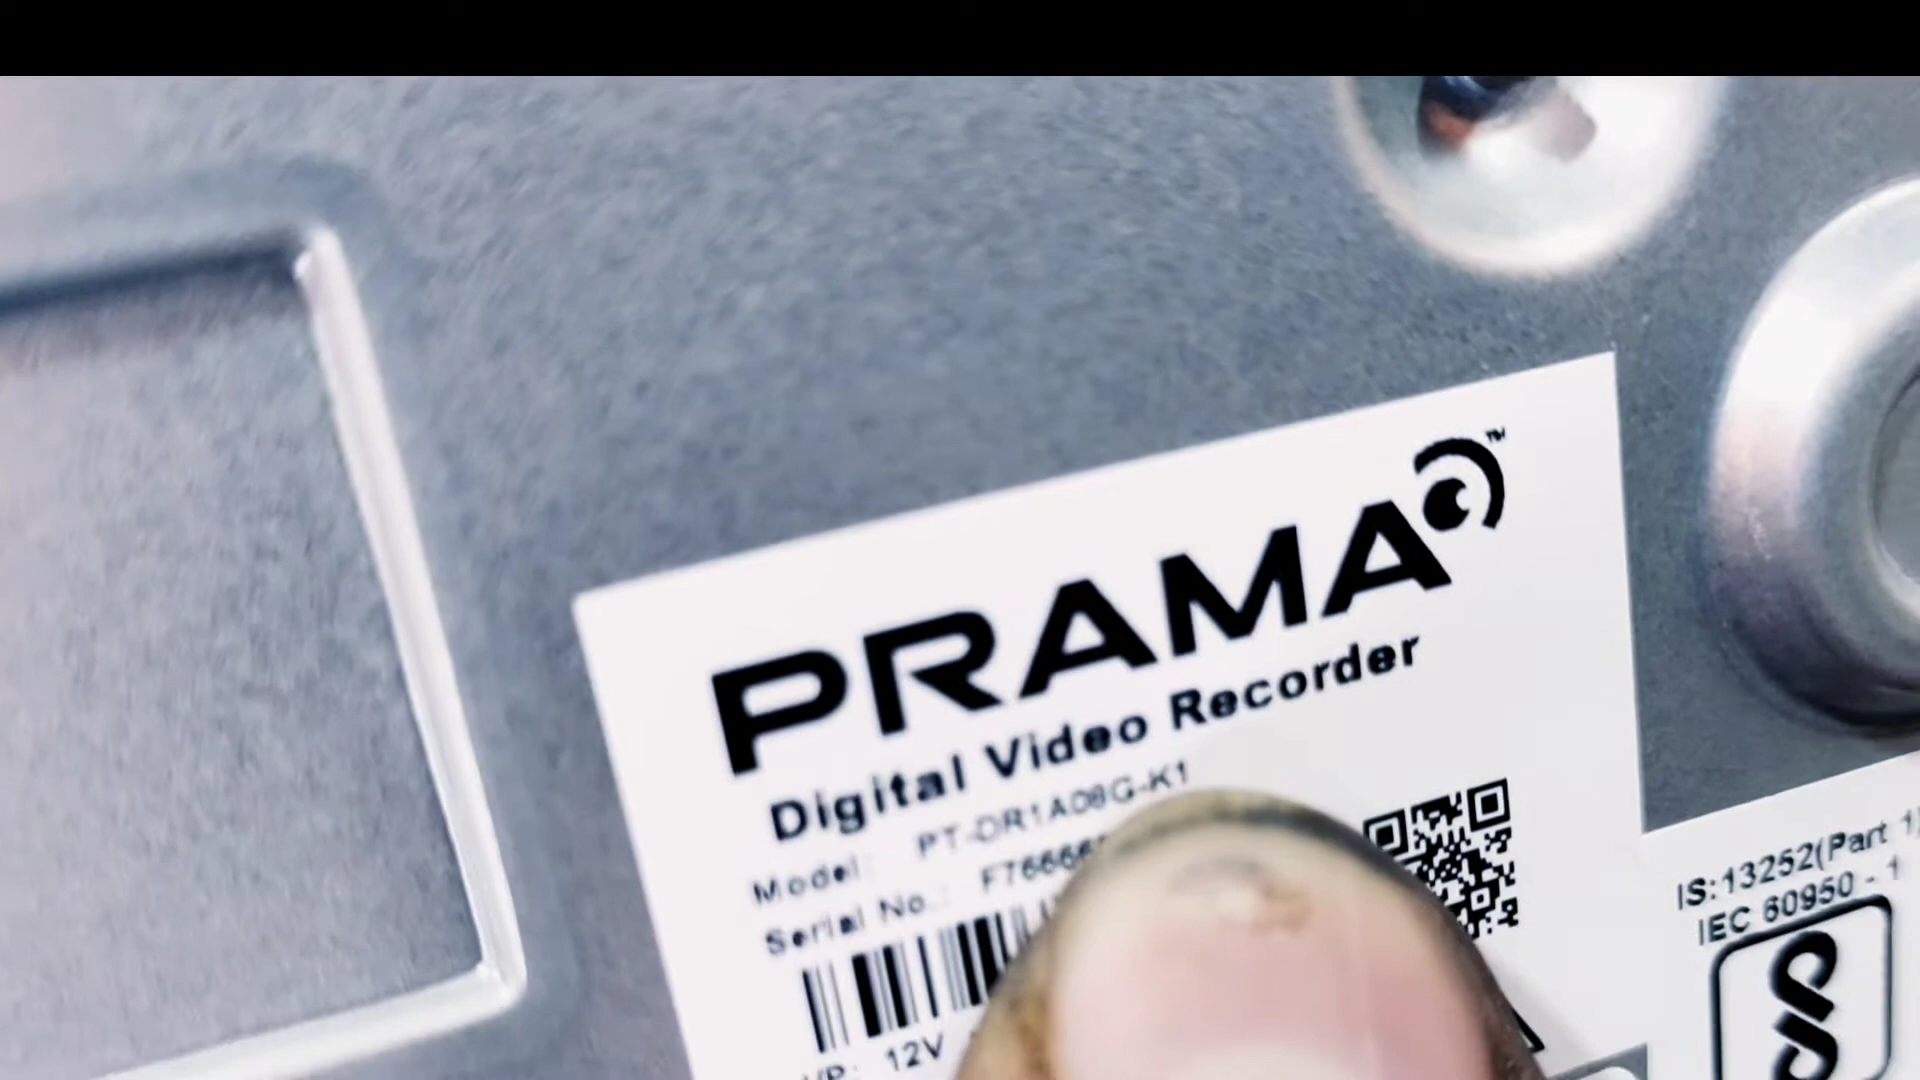 PRAMA™
Digital Video Recorder
Model: PT-DR1A08G-K1
Serial No.:
I/P: 12V
IS:13252(Part 1)
IEC 60950 - 1